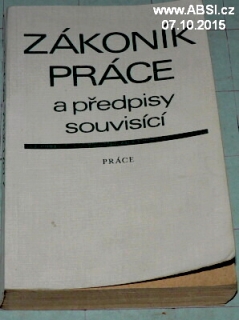 www.ABSI.cz
07.10.2015
ZÁKONÍK
PRÁCE
a předpisy
souvisící
PRÁCE